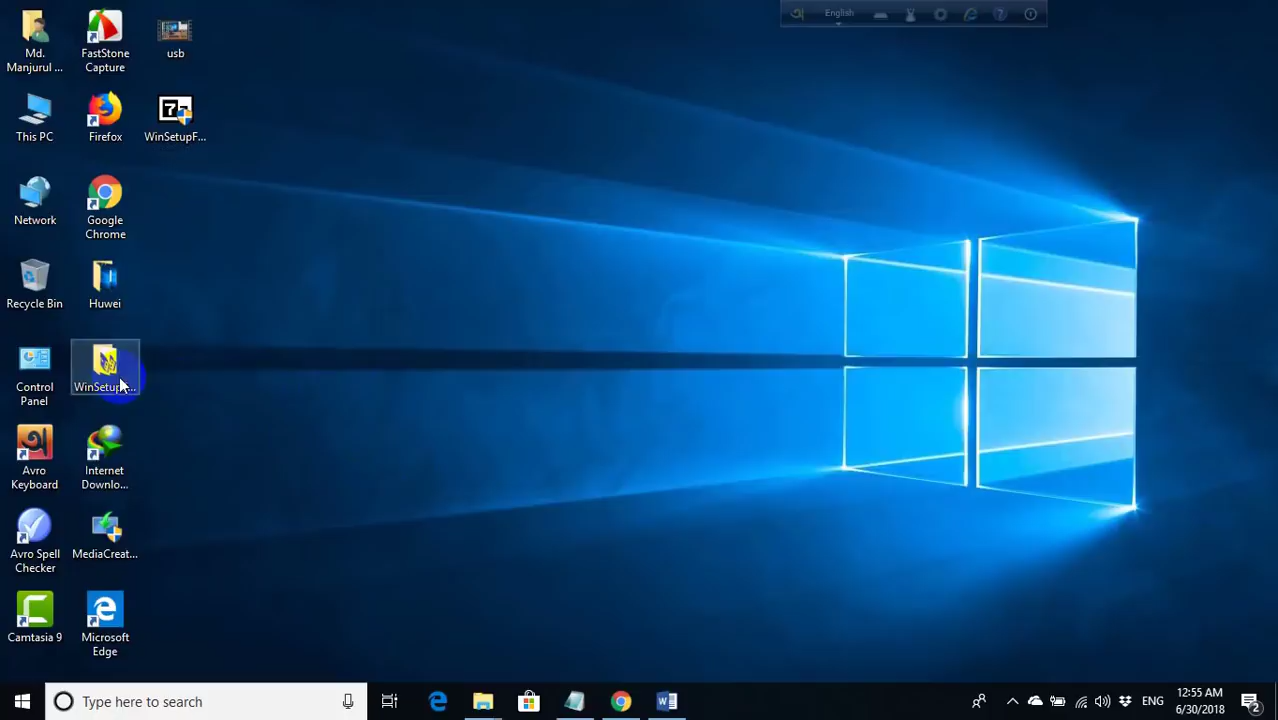 Md.
Manjurul ...
FastStone
Capture
usb
This PC
Firefox
WinSetupF...
Network
Google
Chrome
Recycle Bin
Huwei
Control
Panel
WinSetup...
Avro
Keyboard
Internet
Downlo...
Avro Spell
Checker
MediaCreat...
Camtasia 9
Microsoft
Edge
অ
English
Type here to search
ENG
12:55 AM
6/30/2018
2